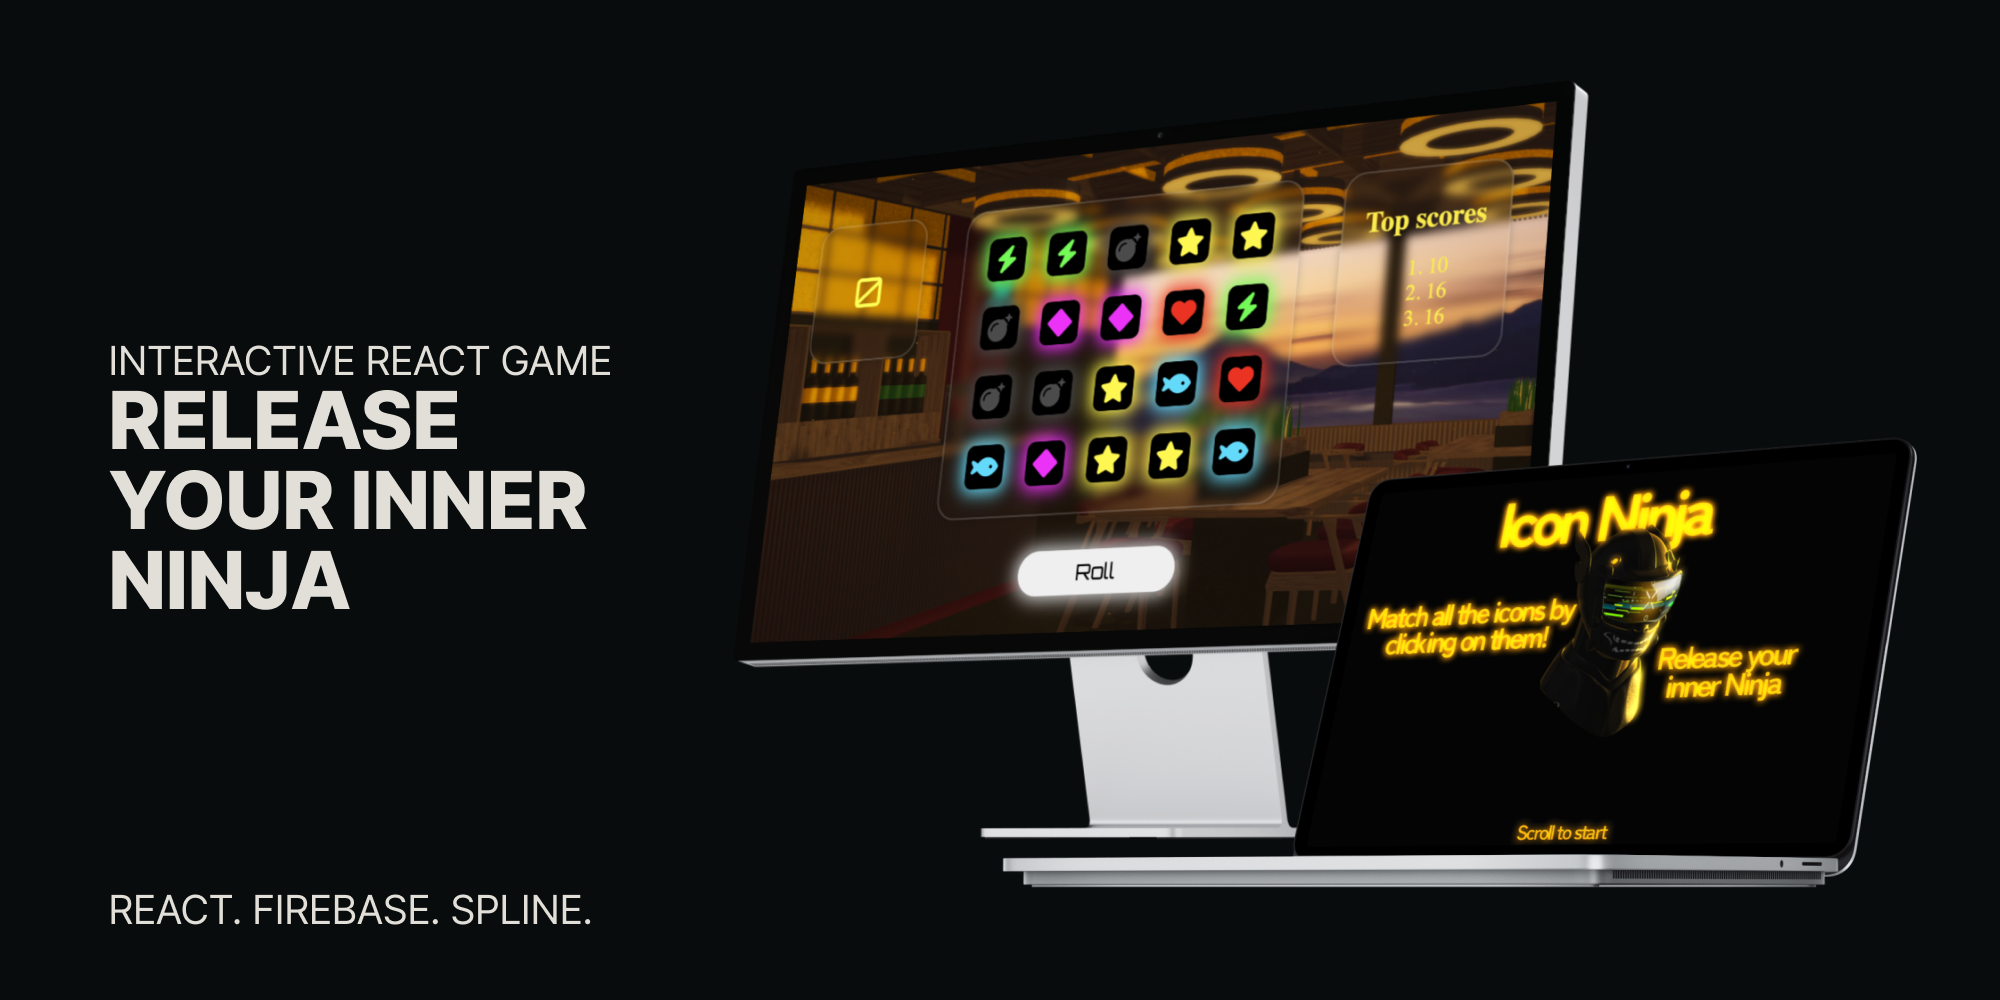 INTERACTIVE REACT GAME
RELEASE
YOUR INNER
NINJA
REACT. FIREBASE. SPLINE.
0
Top scores
1. 10
2. 16
3. 16
Roll
Icon Ninja
Match all the icons by
clicking on them!
Release your
inner Ninja
Scroll to start